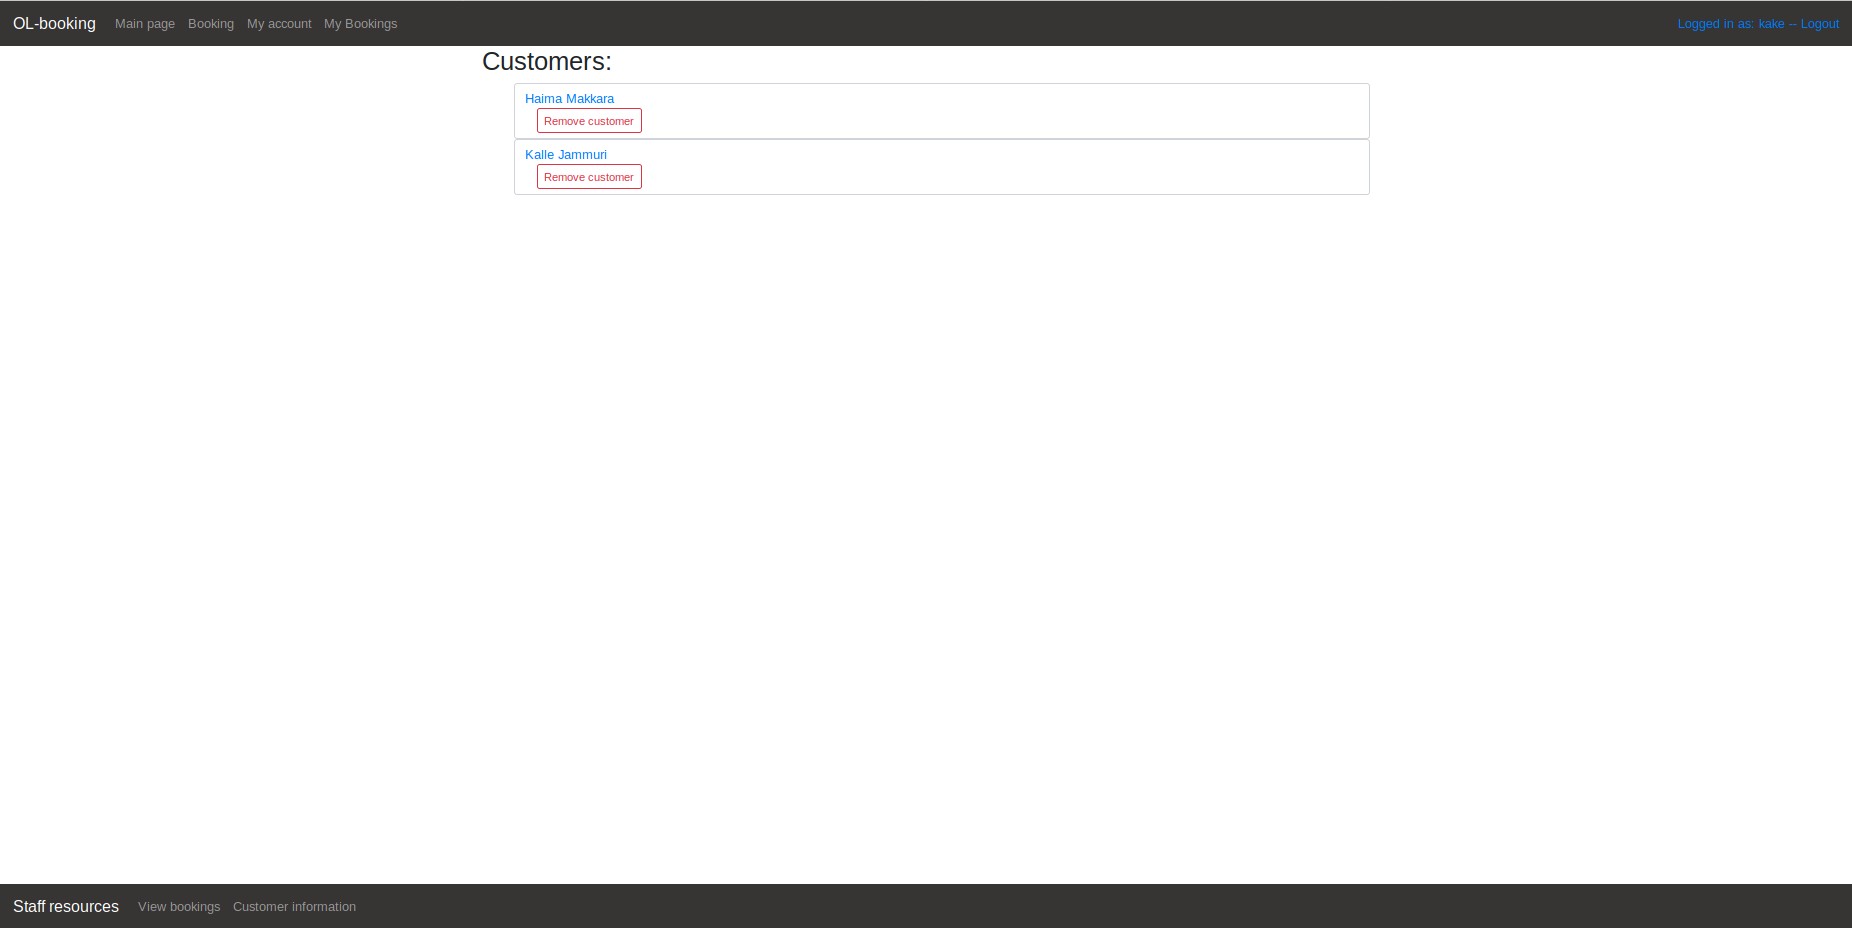 OL-booking Main page Booking My account My Bookings Logged in as: kake -- Logout
Customers:
Haima Makkara
Remove customer
Kalle Jammuri
Remove customer
Staff resources View bookings Customer information